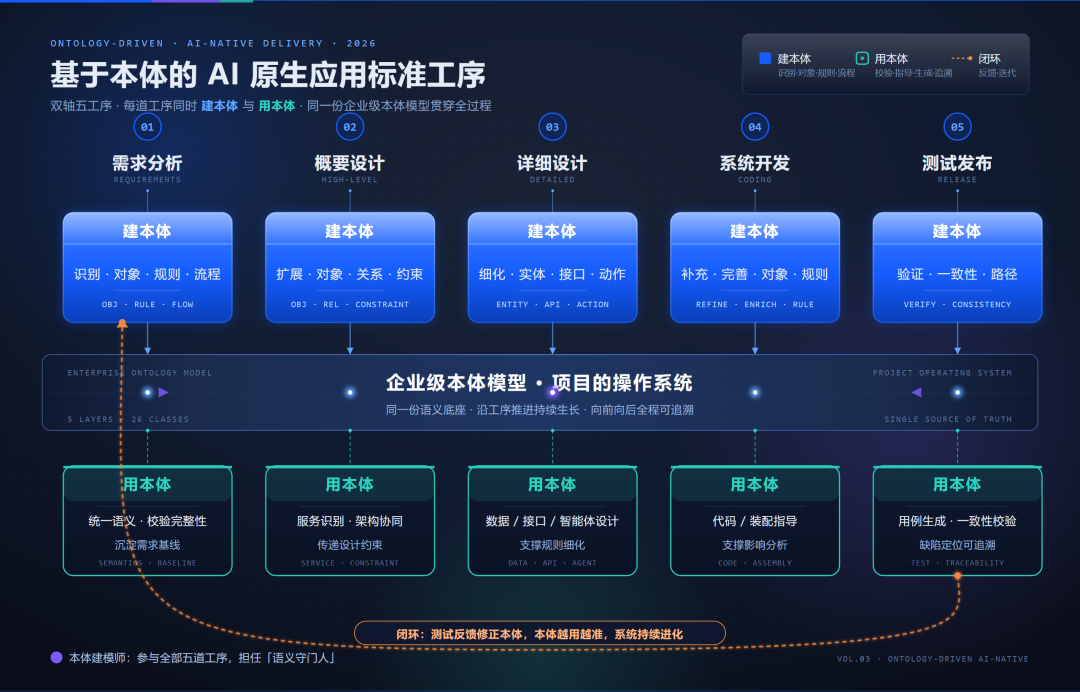 ONTOLOGY-DRIVEN · AI-NATIVE DELIVERY · 2026
基于本体的 AI 原生应用标准工序
双轴五工序 · 每道工序同时 建本体 与 用本体 · 同一份企业级本体模型贯穿全过程
建本体
识别·对象·规则·流程
用本体
校验·指导·生成·追溯
闭环
反馈·迭代
01
需求分析
REQUIREMENTS
02
概要设计
HIGH-LEVEL
03
详细设计
DETAILED
04
系统开发
CODING
05
测试发布
RELEASE
建本体
识别 · 对象 · 规则 · 流程
OBJ · RULE · FLOW
建本体
扩展 · 对象 · 关系 · 约束
OBJ · REL · CONSTRAINT
建本体
细化 · 实体 · 接口 · 动作
ENTITY · API · ACTION
建本体
补充 · 完善 · 对象 · 规则
REFINE · ENRICH · RULE
建本体
验证 · 一致性 · 路径
VERIFY · CONSISTENCY
ENTERPRISE ONTOLOGY MODEL
5 LAYERS · 26 CLASSES
企业级本体模型 · 项目的操作系统
同一份语义底座 · 沿工序推进持续生长 · 向前向后全程可追溯
PROJECT OPERATING SYSTEM
SINGLE SOURCE OF TRUTH
用本体
统一语义 · 校验完整性
沉淀需求基线
SEMANTICS · BASELINE
用本体
服务识别 · 架构协同
传递设计约束
SERVICE · CONSTRAINT
用本体
数据 / 接口 / 智能体设计
支撑规则细化
DATA · API · AGENT
用本体
代码 / 装配指导
支撑影响分析
CODE · ASSEMBLY
用本体
用例生成 · 一致性校验
缺陷定位可追溯
TEST · TRACEABILITY
闭环：测试反馈修正本体，本体越用越准，系统持续进化
本体建模师：参与全部五道工序，担任「语义守门人」
VOL.03 · ONTOLOGY-DRIVEN AI-NATIVE